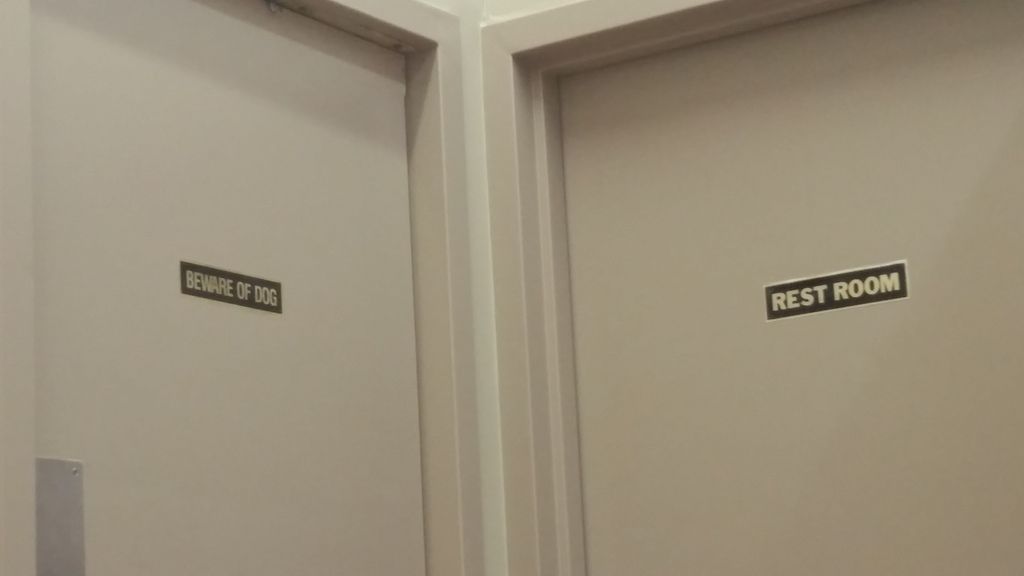 BEWARE OF DOG
REST ROOM